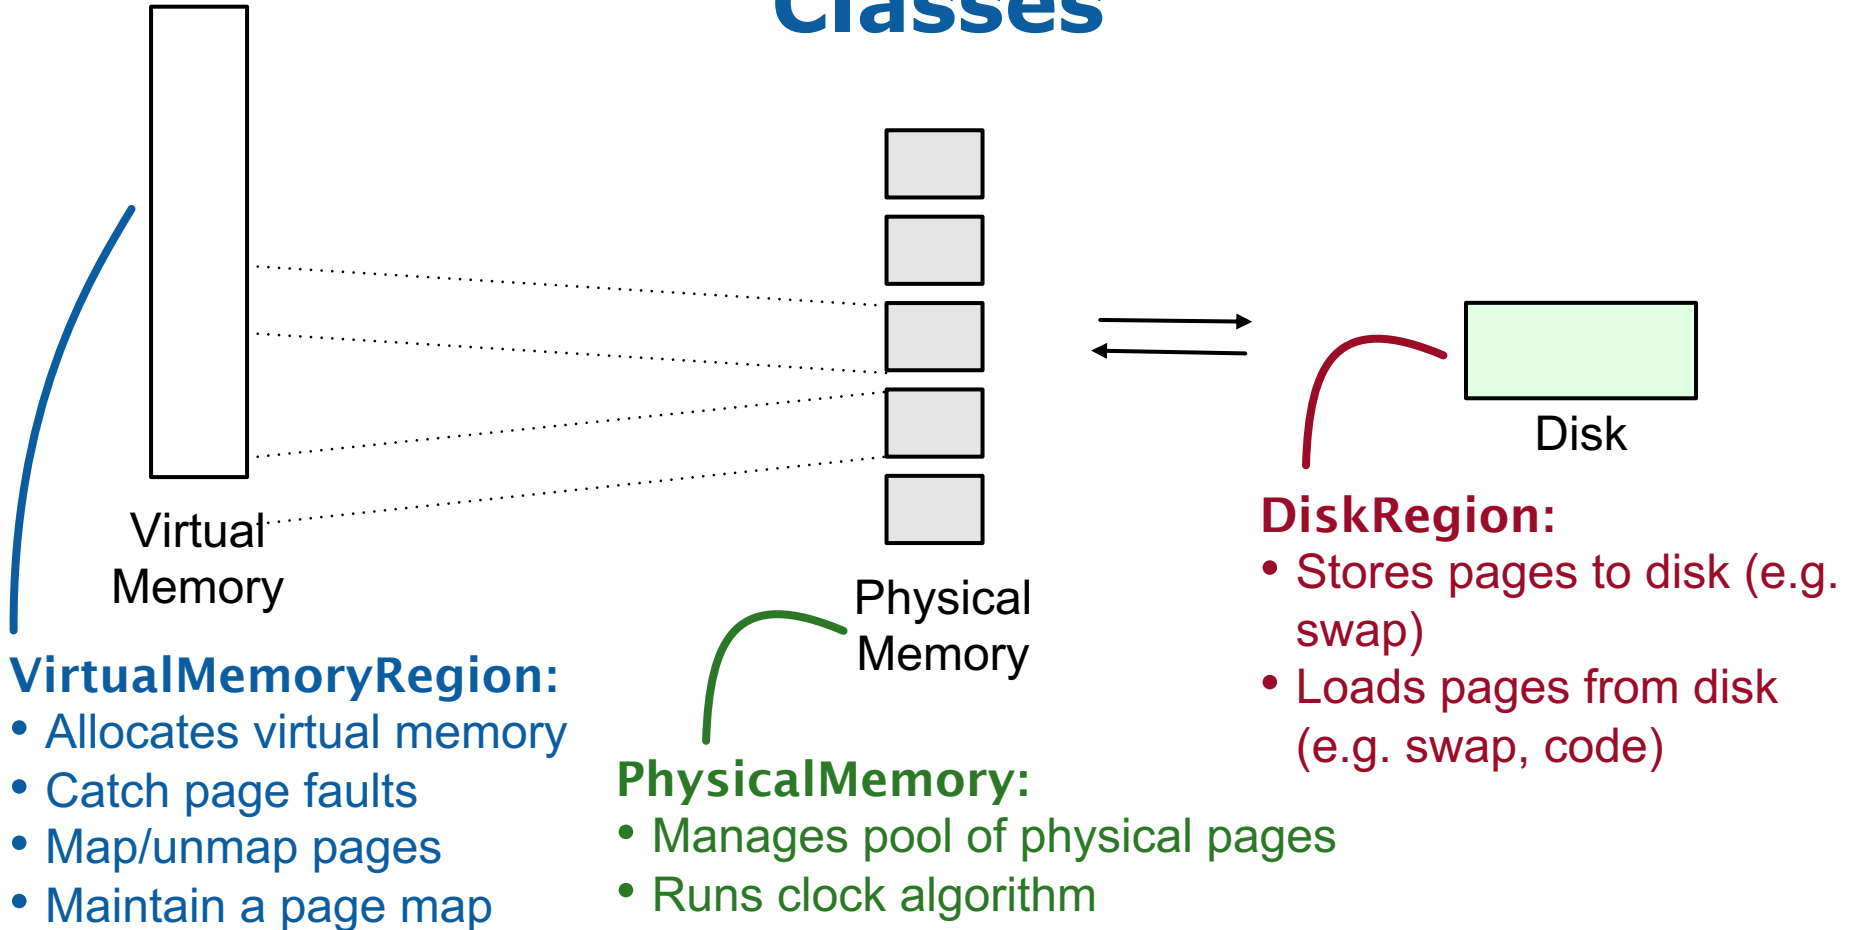 Classes
Virtual
Memory
Physical
Memory
Disk
VirtualMemoryRegion:
• Allocates virtual memory
• Catch page faults
• Map/unmap pages
• Maintain a page map
PhysicalMemory:
• Manages pool of physical pages
• Runs clock algorithm
DiskRegion:
• Stores pages to disk (e.g.
swap)
• Loads pages from disk
(e.g. swap, code)